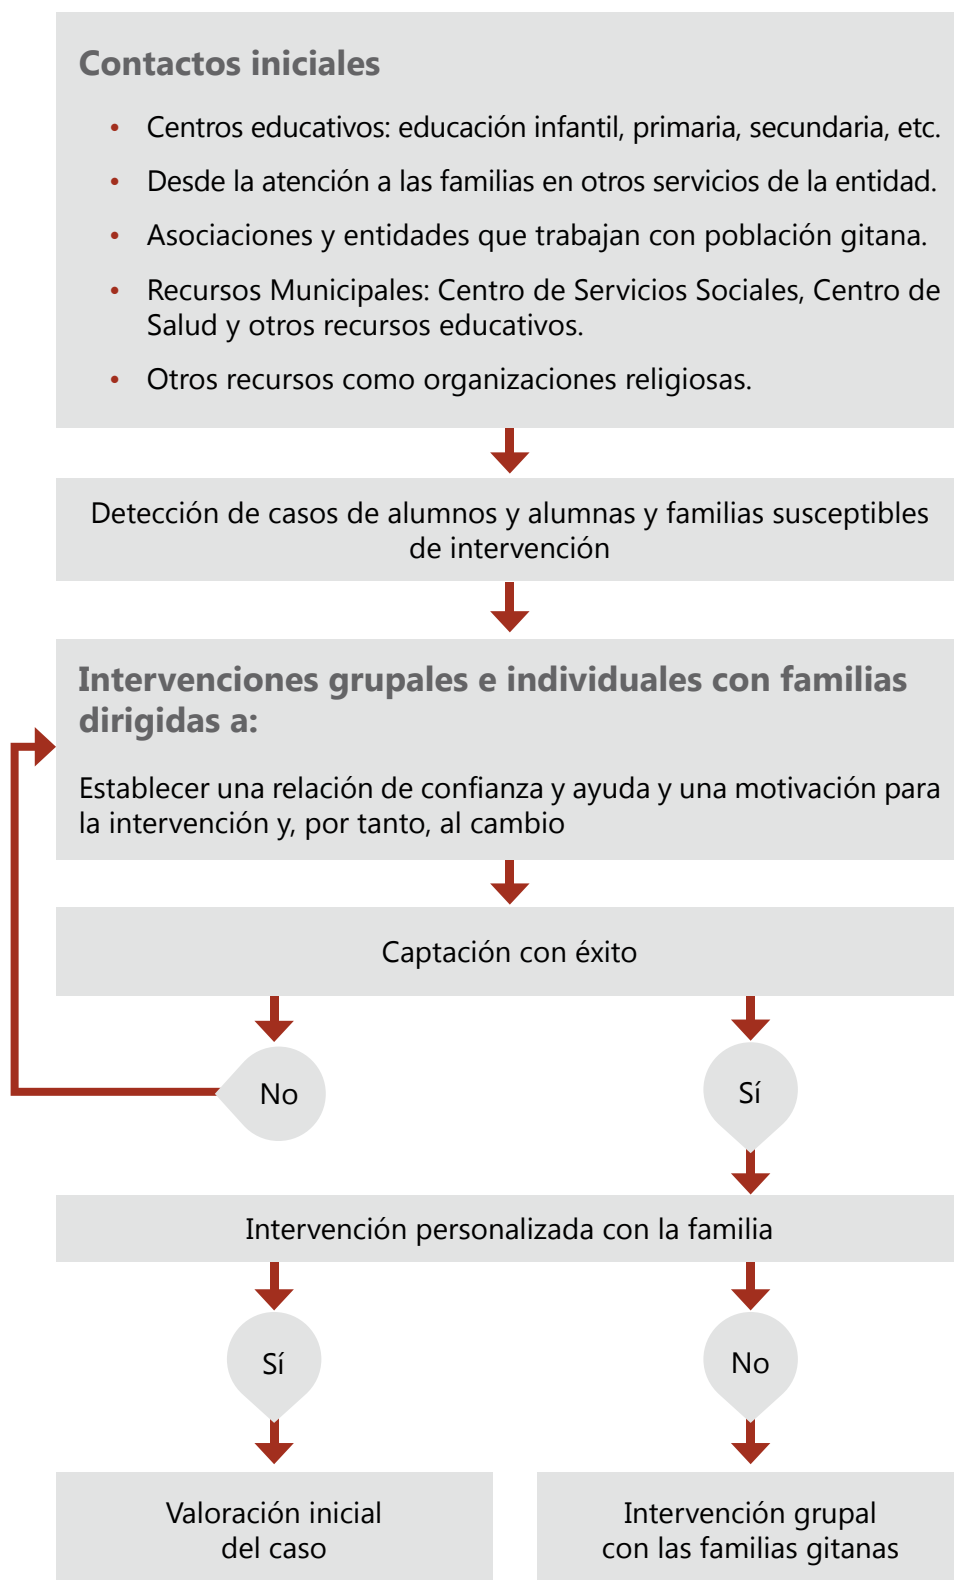 Contactos iniciales
• Centros educativos: educación infantil, primaria, secundaria, etc.
• Desde la atención a las familias en otros servicios de la entidad.
• Asociaciones y entidades que trabajan con población gitana.
• Recursos Municipales: Centro de Servicios Sociales, Centro de
Salud y otros recursos educativos.
• Otros recursos como organizaciones religiosas.
Detección de casos de alumnos y alumnas y familias susceptibles
de intervención
Intervenciones grupales e individuales con familias
dirigidas a:
Establecer una relación de confianza y ayuda y una motivación para
la intervención y, por tanto, al cambio
Captación con éxito
No
Sí
Intervención personalizada con la familia
Sí
No
Valoración inicial
del caso
Intervención grupal
con las familias gitanas